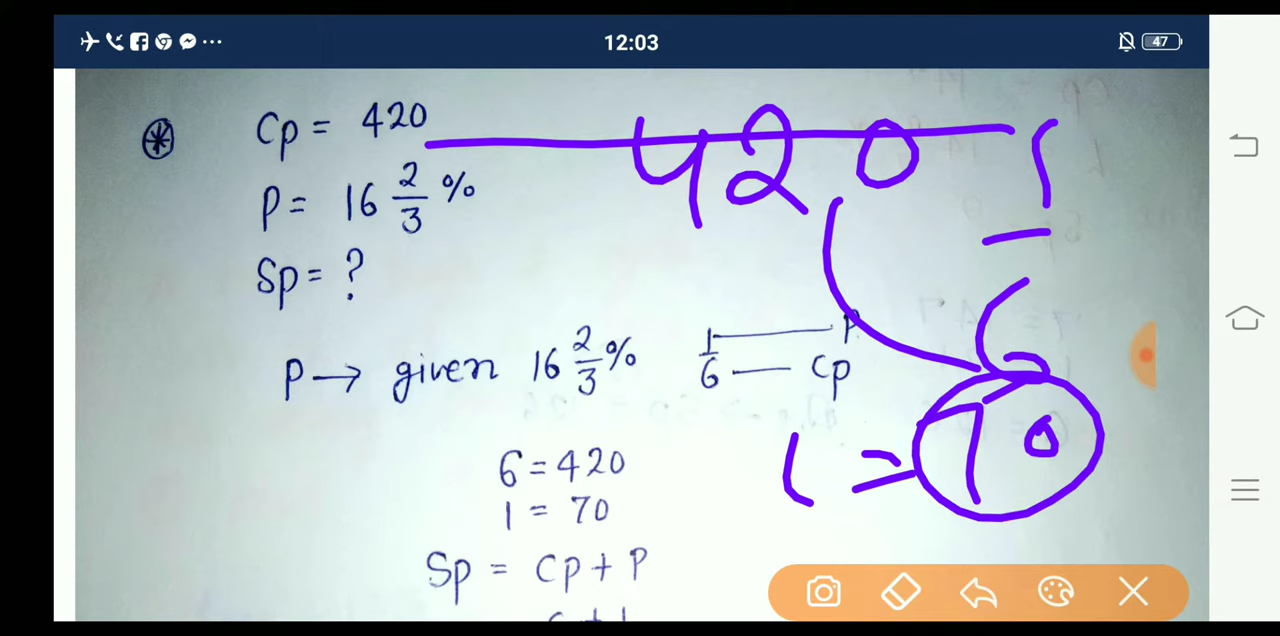 12:03
47
Cp = 420
420 1
P = 16 2/3 %
6
Sp = ?
P → given 16 2/3 % 1/6 P
Cp
1 = 70
6 = 420
1 = 70
Sp = Cp + P